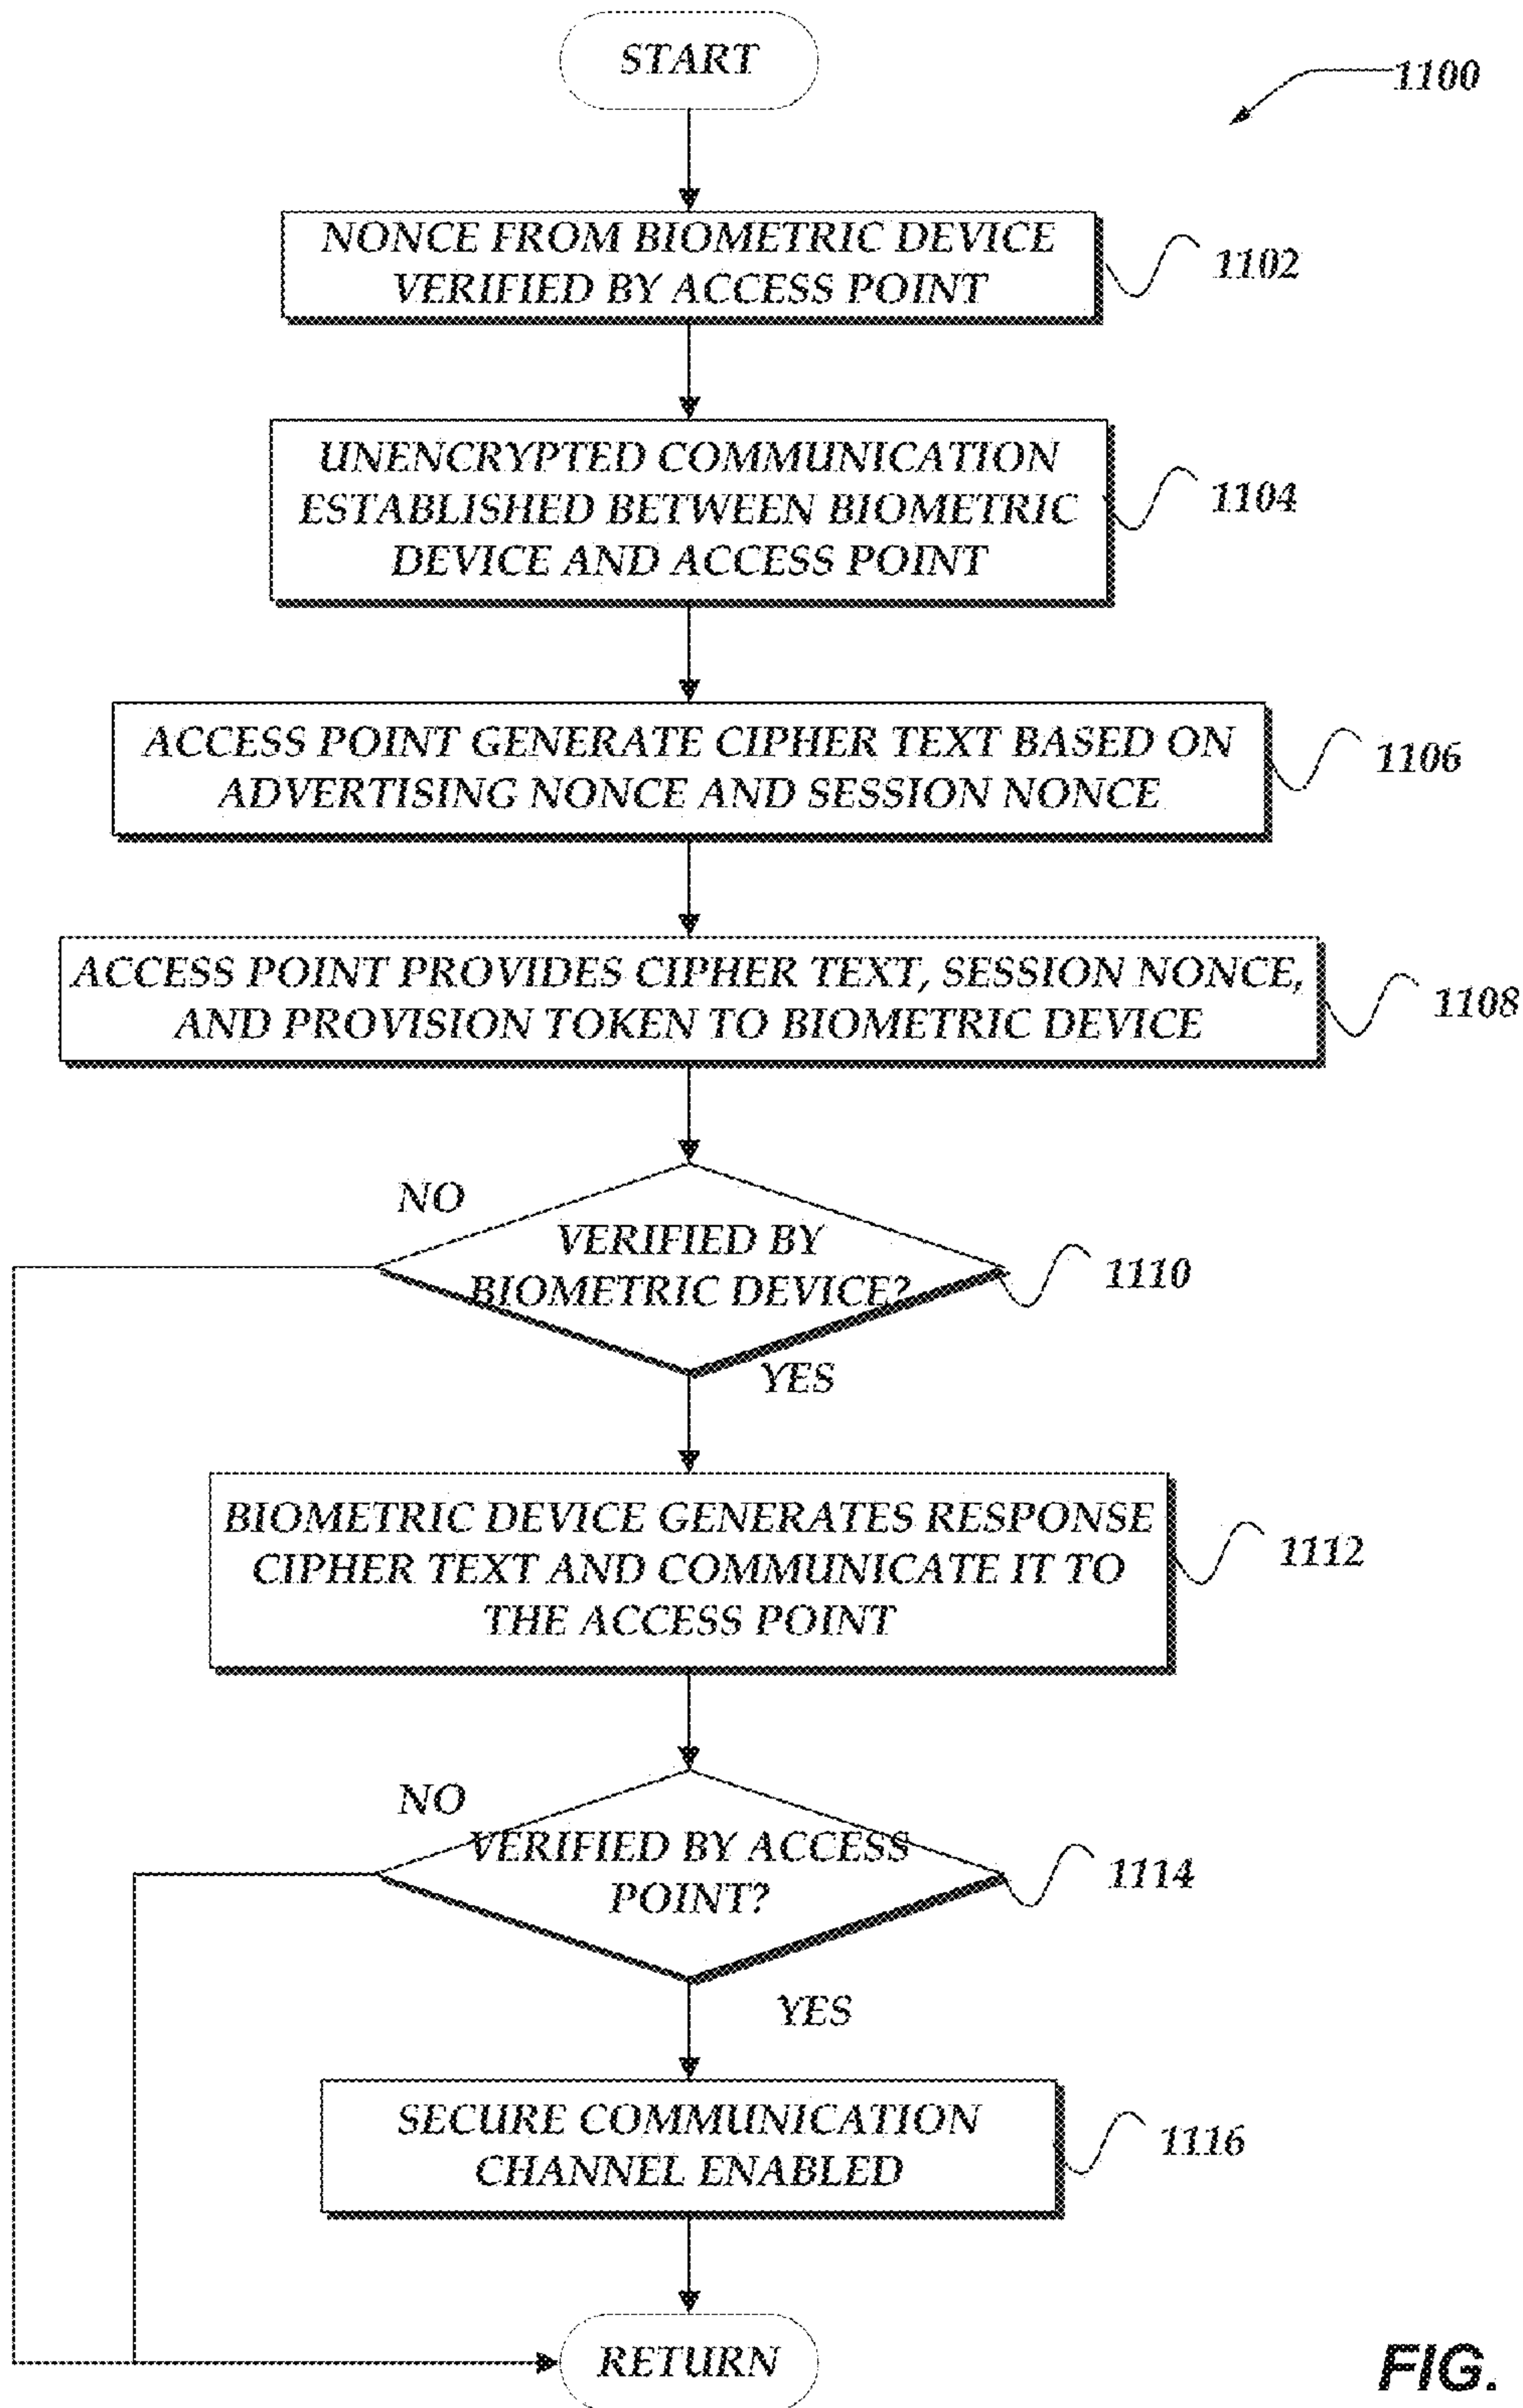 START
1100
NONCE FROM BIOMETRIC DEVICE
VERIFIED BY ACCESS POINT
1102
UNENCRYPTED COMMUNICATION
ESTABLISHED BETWEEN BIOMETRIC
DEVICE AND ACCESS POINT
1104
ACCESS POINT GENERATE CIPHER TEXT BASED ON
ADVERTISING NONCE AND SESSION NONCE
1106
ACCESS POINT PROVIDES CIPHER TEXT, SESSION NONCE,
AND PROVISION TOKEN TO BIOMETRIC DEVICE
1108
NO
VERIFIED BY
BIOMETRIC DEVICE?
1110
YES
BIOMETRIC DEVICE GENERATES RESPONSE
CIPHER TEXT AND COMMUNICATE IT TO
THE ACCESS POINT
1112
NO
VERIFIED BY ACCESS
POINT?
1114
YES
SECURE COMMUNICATION
CHANNEL ENABLED
1116
RETURN
FIG.